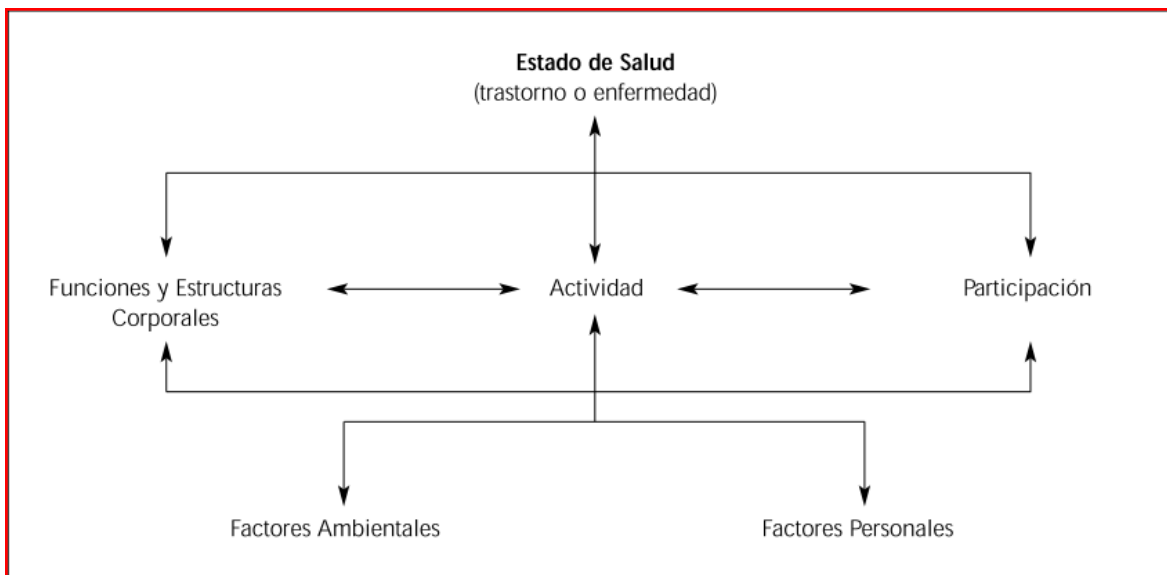 Estado de Salud
(trastorno o enfermedad)
Funciones y Estructuras
Corporales
Actividad
Participación
Factores Ambientales
Factores Personales